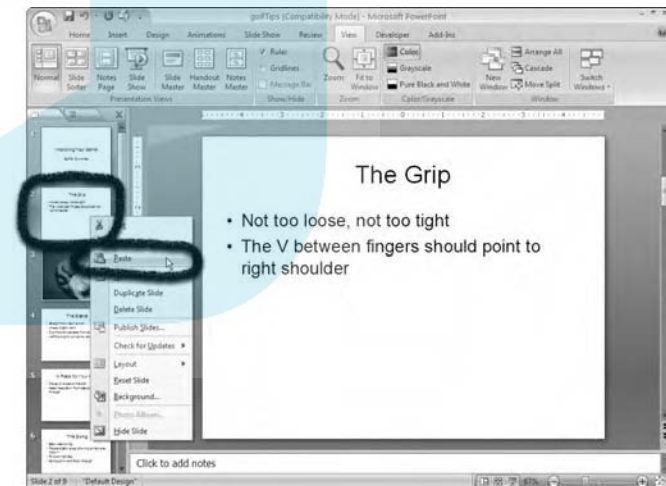 golfTips [Compatibility Mode] - Microsoft PowerPoint
Home Insert Design Animations Slide Show Review View Developer Add-Ins
Normal Slide Sorter Notes Page Slide Show Slide Master Handout Master Notes Master
Presentation Views
Ruler
Gridlines
Message Bar
Show/Hide
Zoom Fit to Window
Zoom
Color
Grayscale
Pure Black and White
Color/Grayscale
New Window
Arrange All
Cascade
Move Split
Switch Windows
Window
The Grip
• Not too loose, not too tight
• The V between fingers should point to
right shoulder
Paste
Duplicate Slide
Delete Slide
Publish Slides...
Check for Updates
Layout
Reset Slide
Background...
Photo Album...
Hide Slide
The Grip
3
5
6
Click to add notes
Slide 2 of 9 "Default Design" 67%